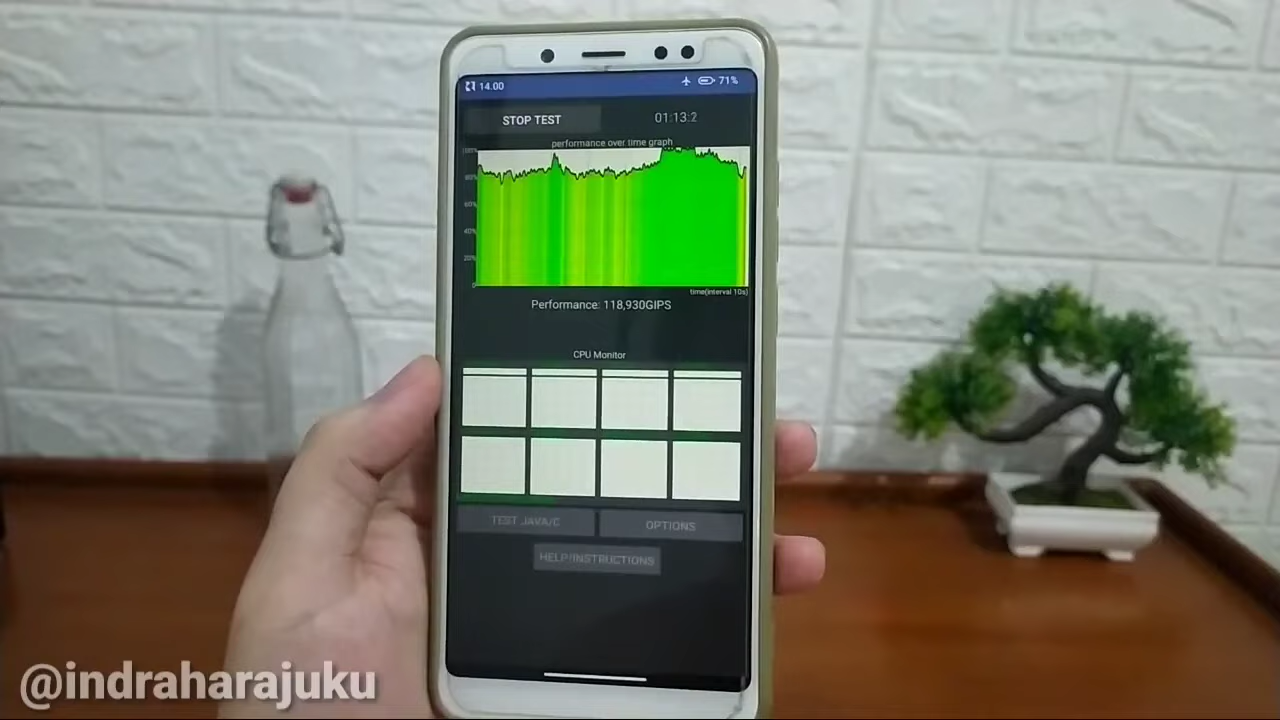 14.00
71%
STOP TEST
01:13:2
performance over time graph
100%
80%
60%
40%
20%
0
time(interval 10s)
Performance: 118,930GIPS
CPU Monitor
TEST JAVA/C
OPTIONS
HELP/INSTRUCTIONS
@indraharajuku